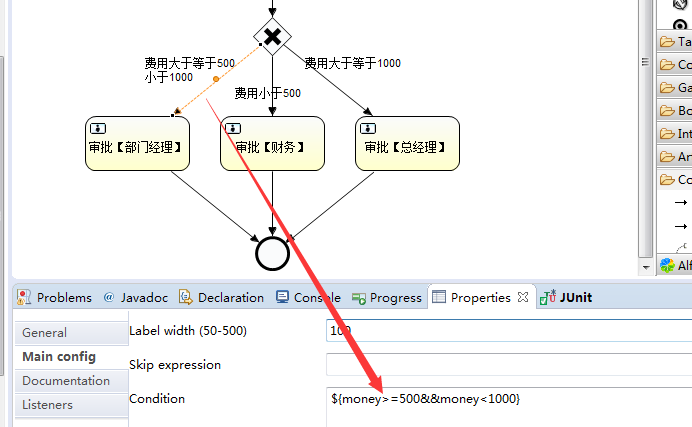 费用大于等于500
小于1000
费用大于等于1000
费用小于500
审批【部门经理】
审批【财务】
审批【总经理】
Ta
Co
Ga
Bo
Int
Art
Co
Alf
Problems
@ Javadoc
Declaration
Console
Progress
Properties
JUnit
General
Main config
Documentation
Listeners
Label width (50-500)
100
Skip expression
Condition
${money>=500&&money<1000}